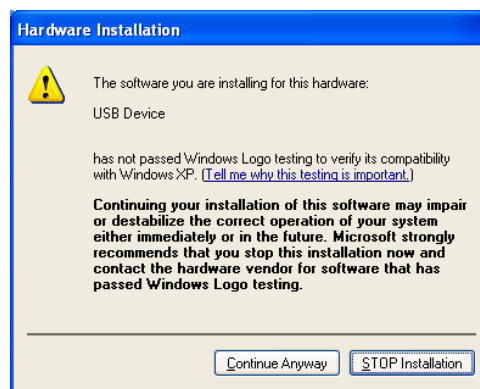 Hardware Installation
The software you are installing for this hardware:
USB Device
has not passed Windows Logo testing to verify its compatibility
with Windows XP. (Tell me why this testing is important.)
Continuing your installation of this software may impair
or destabilize the correct operation of your system
either immediately or in the future. Microsoft strongly
recommends that you stop this installation now and
contact the hardware vendor for software that has
passed Windows Logo testing.
Continue Anyway
STOP Installation